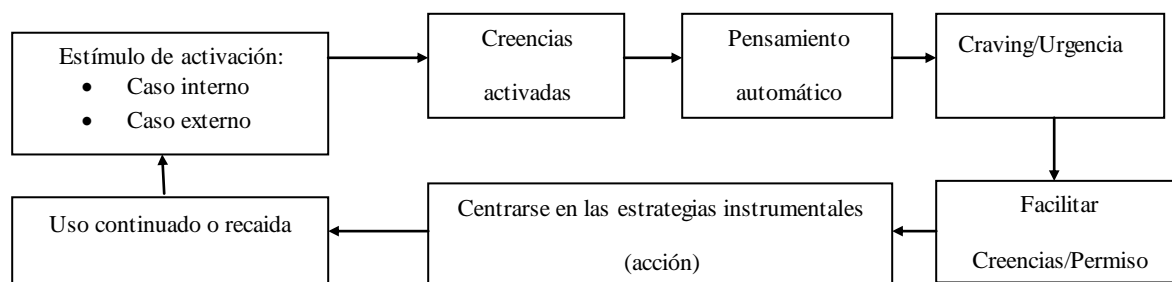 Estímulo de activación:
• Caso interno
• Caso externo
Creencias
activadas
Pensamiento
automático
Craving/Urgencia
Facilitar
Creencias/Permiso
Centrarse en las estrategias instrumentales
(acción)
Uso continuado o recaida